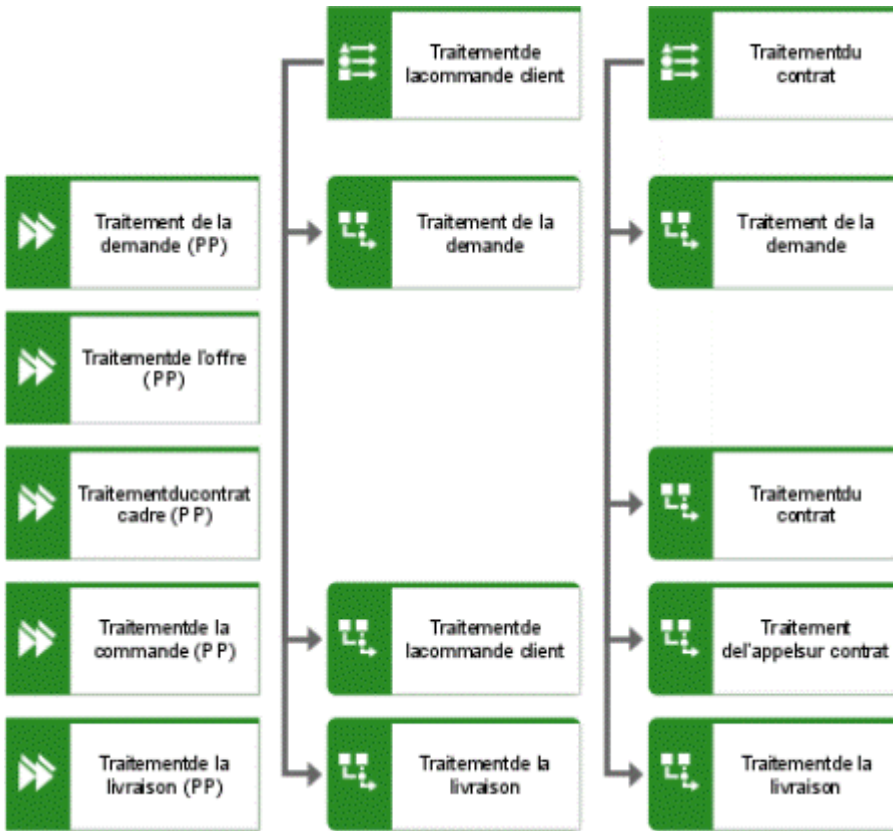 Traitementde
lacommande client
Traitementdu
contrat
Traitement de la
demande (PP)
Traitement de la
demande
Traitement de la
demande
Traitementde l'offre
(PP)
Traitementducontrat
cadre (PP)
Traitementdu
contrat
Traitementde la
commande (PP)
Traitementde
lacommande client
Traitement
del'appelsur contrat
Traitementde la
livraison (PP)
Traitementde la
livraison
Traitementde la
livraison